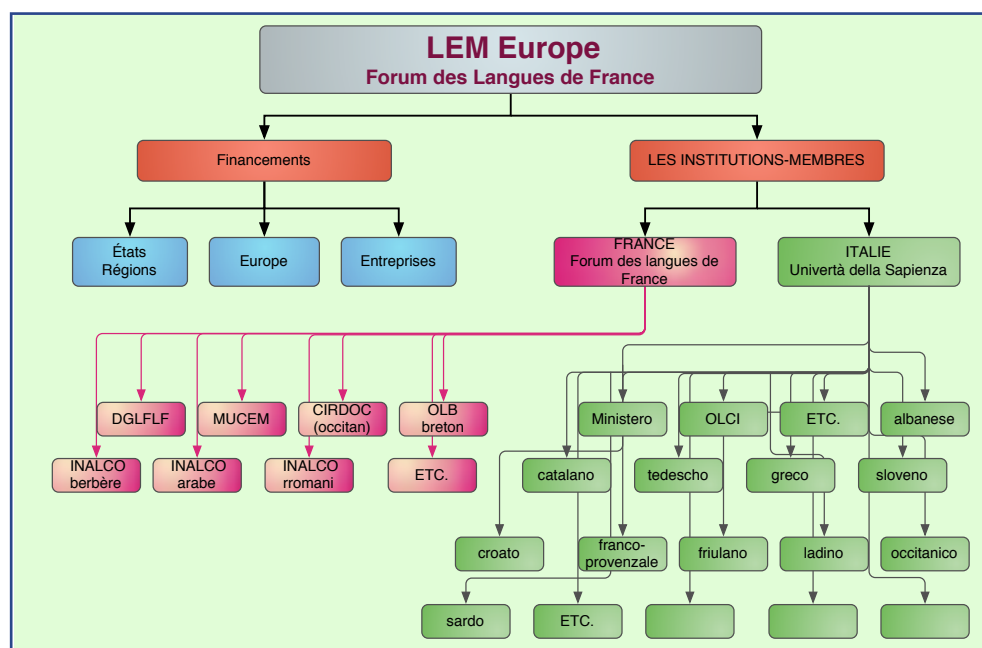 LEM Europe
Forum des Langues de France
Financements
LES INSTITUTIONS-MEMBRES
États
Régions
Europe
Entreprises
FRANCE
Forum des langues de
France
ITALIE
Univertà della Sapienza
DGLFLF
MUCEM
CIRDOC
(occitan)
OLB
breton
Ministero
OLCI
ETC.
albanese
INALCO
berbère
INALCO
arabe
INALCO
rromani
ETC.
catalano
tedescho
greco
sloveno
croato
franco-
provenzale
friulano
ladino
occitanico
sardo
ETC.